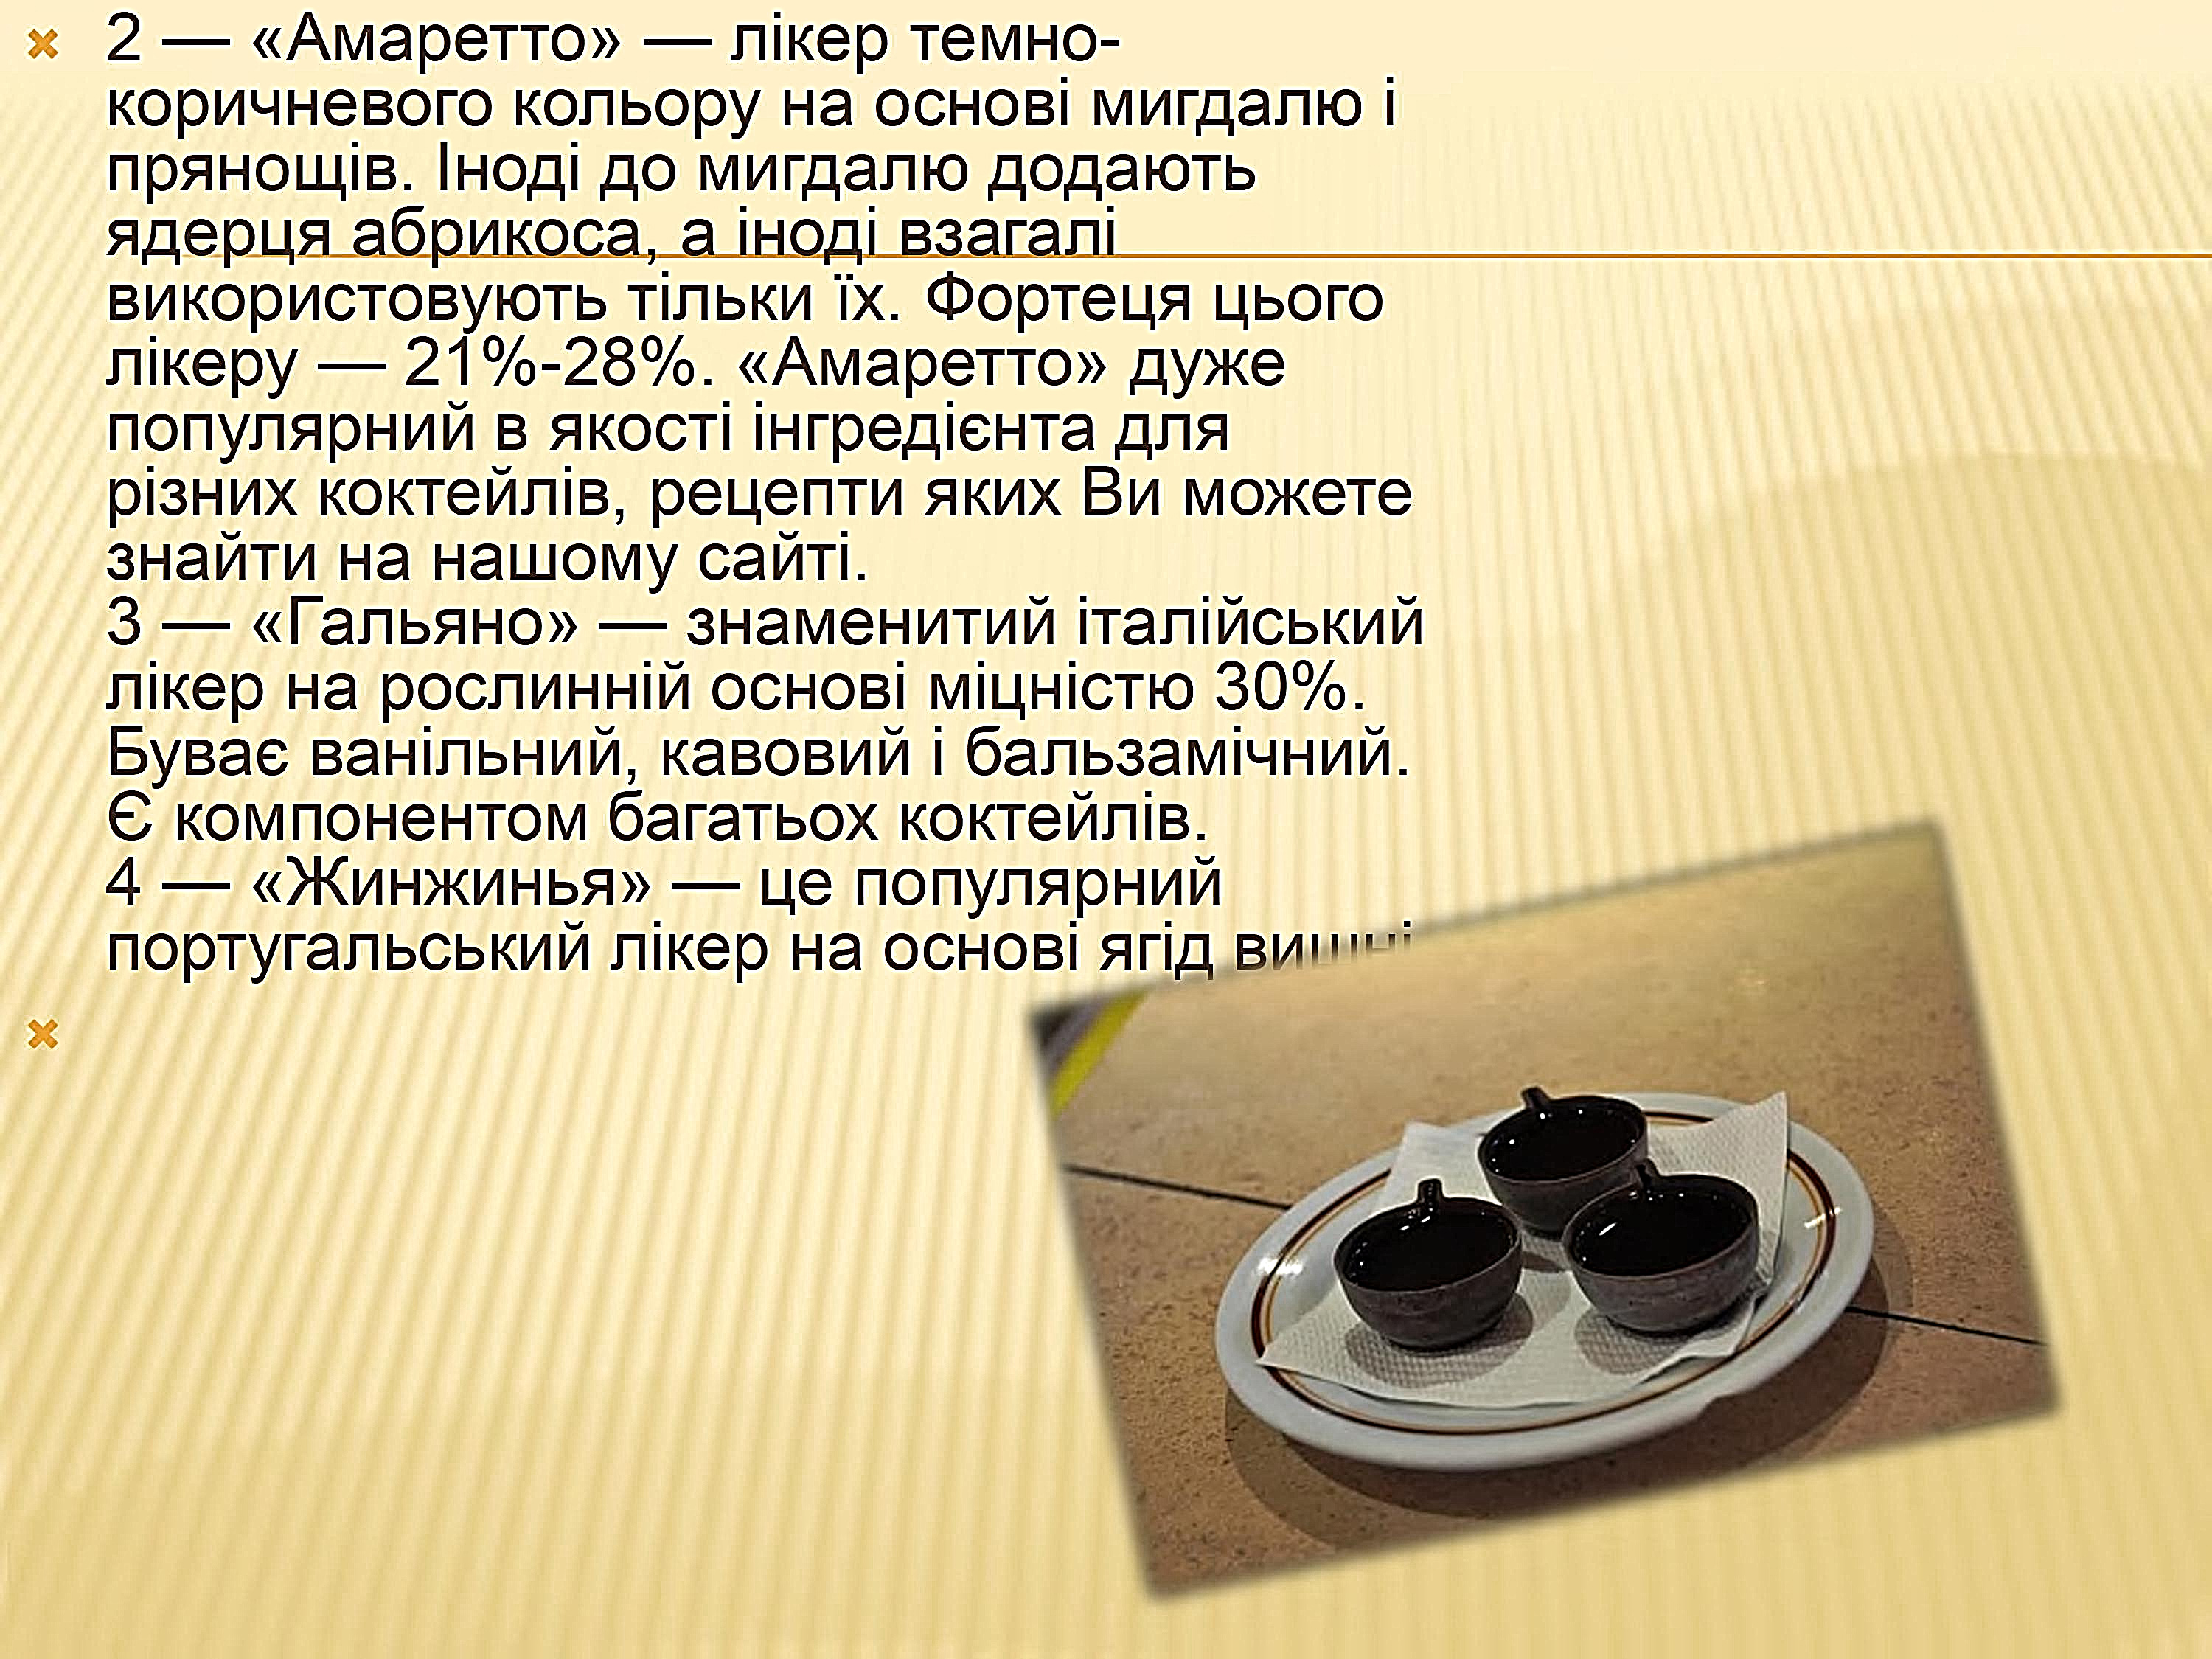 2 — «Амаретто» — лікер темно-
коричневого кольору на основі мигдалю і
прянощів. Іноді до мигдалю додають
ядерця абрикоса, а іноді взагалі
використовують тільки їх. Фортеця цього
лікеру — 21%-28%. «Амаретто» дуже
популярний в якості інгредієнта для
різних коктейлів, рецепти яких Ви можете
знайти на нашому сайті.
3 — «Гальяно» — знаменитий італійський
лікер на рослинній основі міцністю 30%.
Буває ванільний, кавовий і бальзамічний.
Є компонентом багатьох коктейлів.
4 — «Жинжинья» — це популярний
португальський лікер на основі ягід вишні